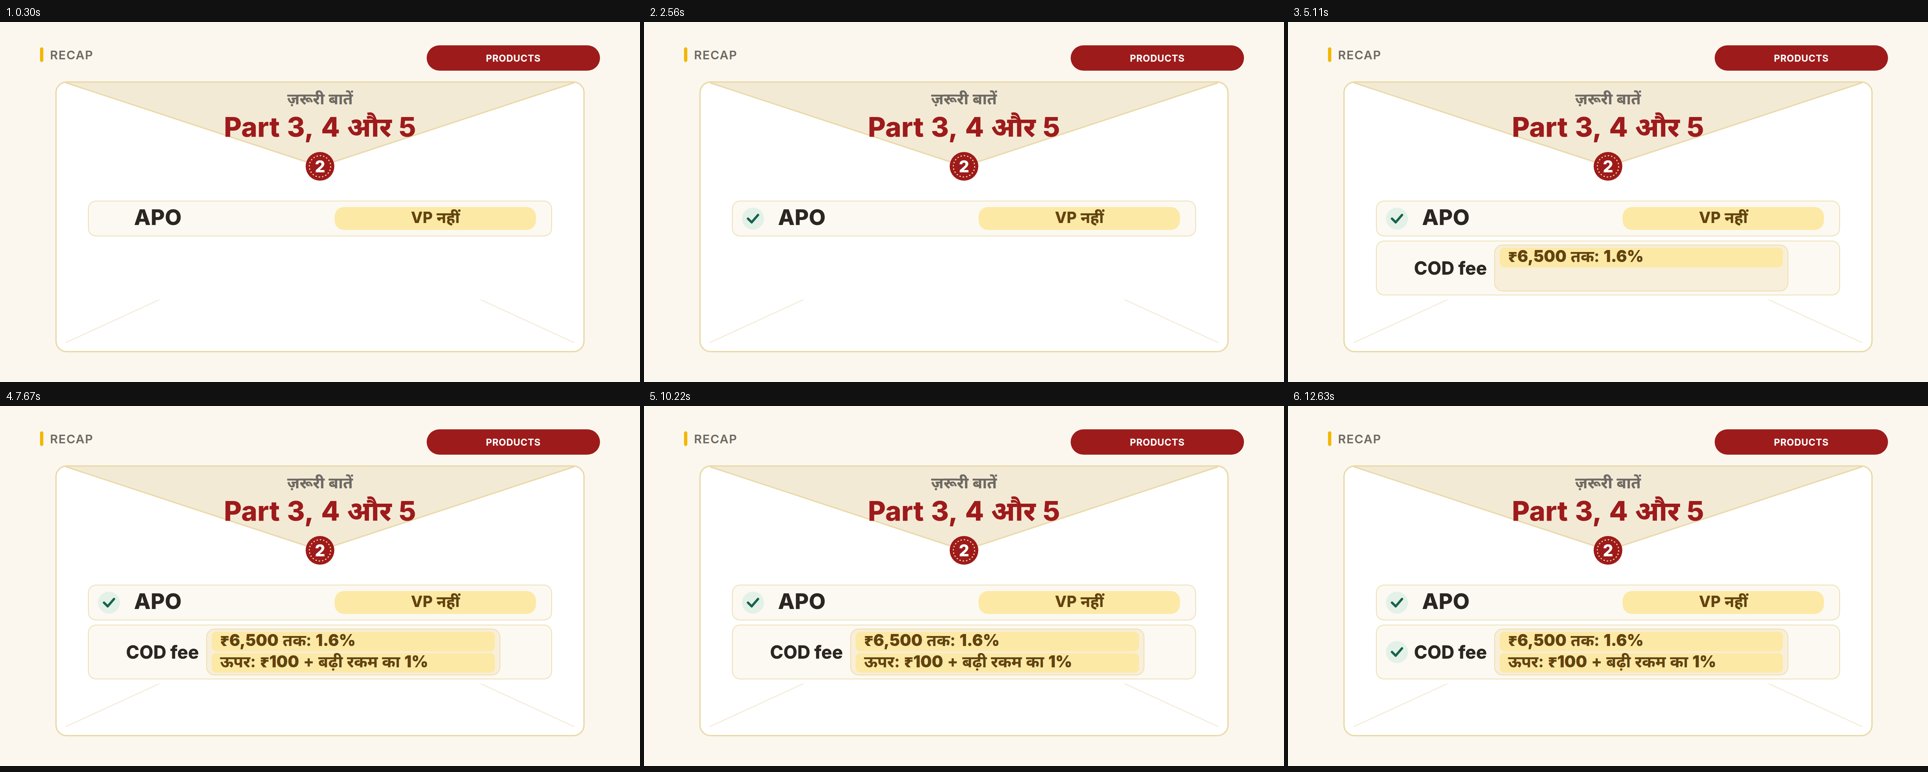 1. 0.30s
RECAP
PRODUCTS
ज़रूरी बातें
Part 3, 4 और 5
2
APO
VP नहीं
2. 2.56s
RECAP
PRODUCTS
ज़रूरी बातें
Part 3, 4 और 5
2
APO
VP नहीं
3. 5.11s
RECAP
PRODUCTS
ज़रूरी बातें
Part 3, 4 और 5
2
APO
VP नहीं
COD fee
₹6,500 तक: 1.6%
4. 7.67s
RECAP
PRODUCTS
ज़रूरी बातें
Part 3, 4 और 5
2
APO
VP नहीं
COD fee
₹6,500 तक: 1.6%
ऊपर: ₹100 + बढ़ी रकम का 1%
5. 10.22s
RECAP
PRODUCTS
ज़रूरी बातें
Part 3, 4 और 5
2
APO
VP नहीं
COD fee
₹6,500 तक: 1.6%
ऊपर: ₹100 + बढ़ी रकम का 1%
6. 12.63s
RECAP
PRODUCTS
ज़रूरी बातें
Part 3, 4 और 5
2
APO
VP नहीं
COD fee
₹6,500 तक: 1.6%
ऊपर: ₹100 + बढ़ी रकम का 1%